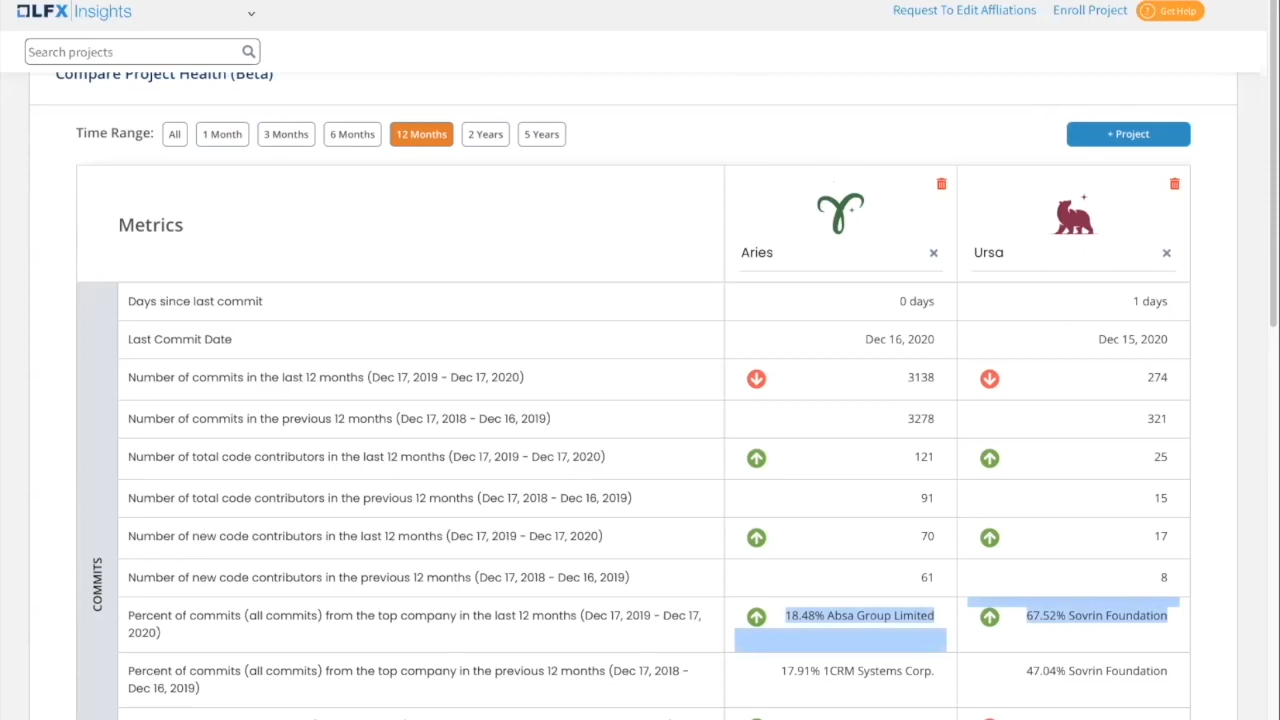 LFX Insights
Request To Edit Affliations
Enroll Project
? Get Help
Search projects
Compare Project Health (Beta)
Time Range:
All
1 Month
3 Months
6 Months
12 Months
2 Years
5 Years
+ Project
Metrics
Aries
Ursa
COMMITS
Days since last commit
0 days
1 days
Last Commit Date
Dec 16, 2020
Dec 15, 2020
Number of commits in the last 12 months (Dec 17, 2019 - Dec 17, 2020)
3138
274
Number of commits in the previous 12 months (Dec 17, 2018 - Dec 16, 2019)
3278
321
Number of total code contributors in the last 12 months (Dec 17, 2019 - Dec 17, 2020)
121
25
Number of total code contributors in the previous 12 months (Dec 17, 2018 - Dec 16, 2019)
91
15
Number of new code contributors in the last 12 months (Dec 17, 2019 - Dec 17, 2020)
70
17
Number of new code contributors in the previous 12 months (Dec 17, 2018 - Dec 16, 2019)
61
8
Percent of commits (all commits) from the top company in the last 12 months (Dec 17, 2019 - Dec 17,
2020)
18.48% Absa Group Limited
67.52% Sovrin Foundation
Percent of commits (all commits) from the top company in the previous 12 months (Dec 17, 2018 -
Dec 16, 2019)
17.91% 1CRM Systems Corp.
47.04% Sovrin Foundation